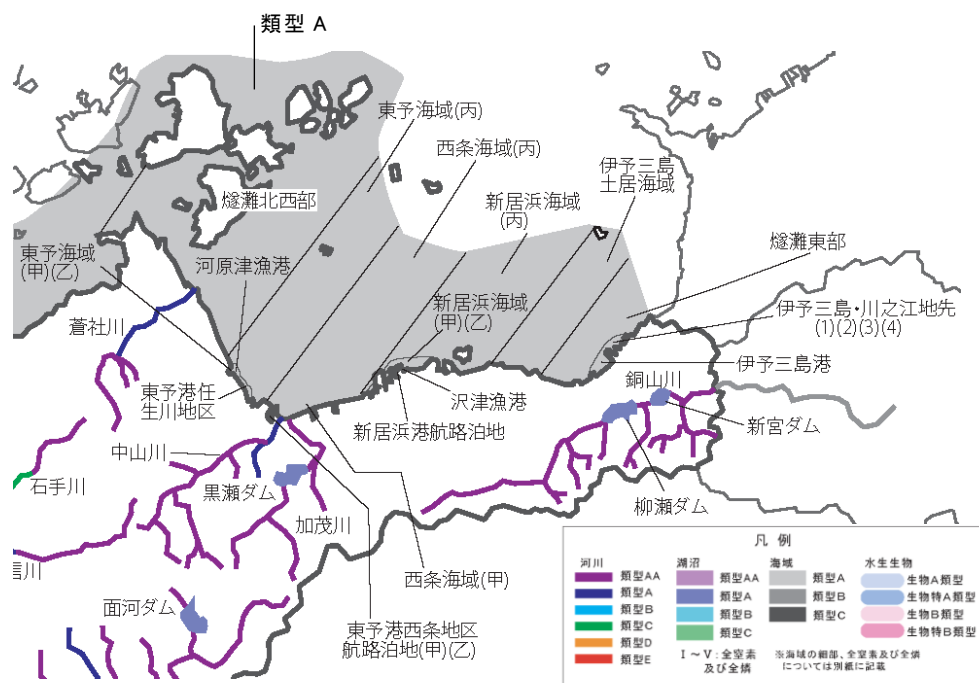 類型 A
東予海域(丙)
西条海域(丙)
伊予三島
土居海域
新居浜海域
(丙)
燧灘北西部
燧灘東部
東予海域
(甲)(乙)
河原津漁港
新居浜海域
(甲)(乙)
伊予三島・川之江地先
(1)(2)(3)(4)
蒼社川
伊予三島港
東予港壬
生川地区
沢津漁港
銅山川
新居浜港航路泊地
新宮ダム
中山川
石手川
黒瀬ダム
柳瀬ダム
加茂川
信川
西条海域(甲)
面河ダム
東予港西条地区
航路泊地(甲)(乙)
凡 例
河川
類型AA
類型A
類型B
類型C
類型D
類型E
湖沼
類型AA
類型A
類型B
類型C
海域
類型A
類型B
類型C
水生生物
生物A類型
生物特A類型
生物B類型
生物特B類型
I ~ V : 全窒素
及び全燐
※海域の細部、全窒素及び全燐
については別紙に記載